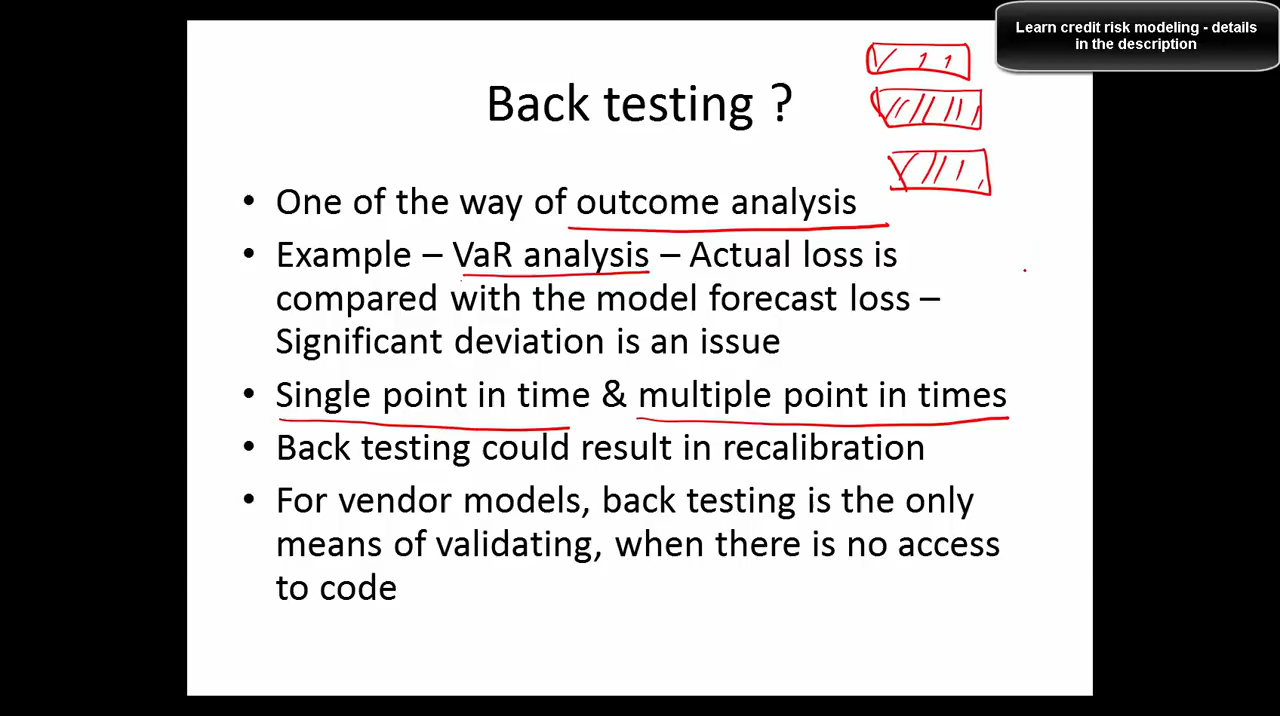 Learn credit risk modeling - details
in the description
Back testing ?
• One of the way of outcome analysis
• Example – VaR analysis – Actual loss is
compared with the model forecast loss –
Significant deviation is an issue
• Single point in time & multiple point in times
• Back testing could result in recalibration
• For vendor models, back testing is the only
means of validating, when there is no access
to code